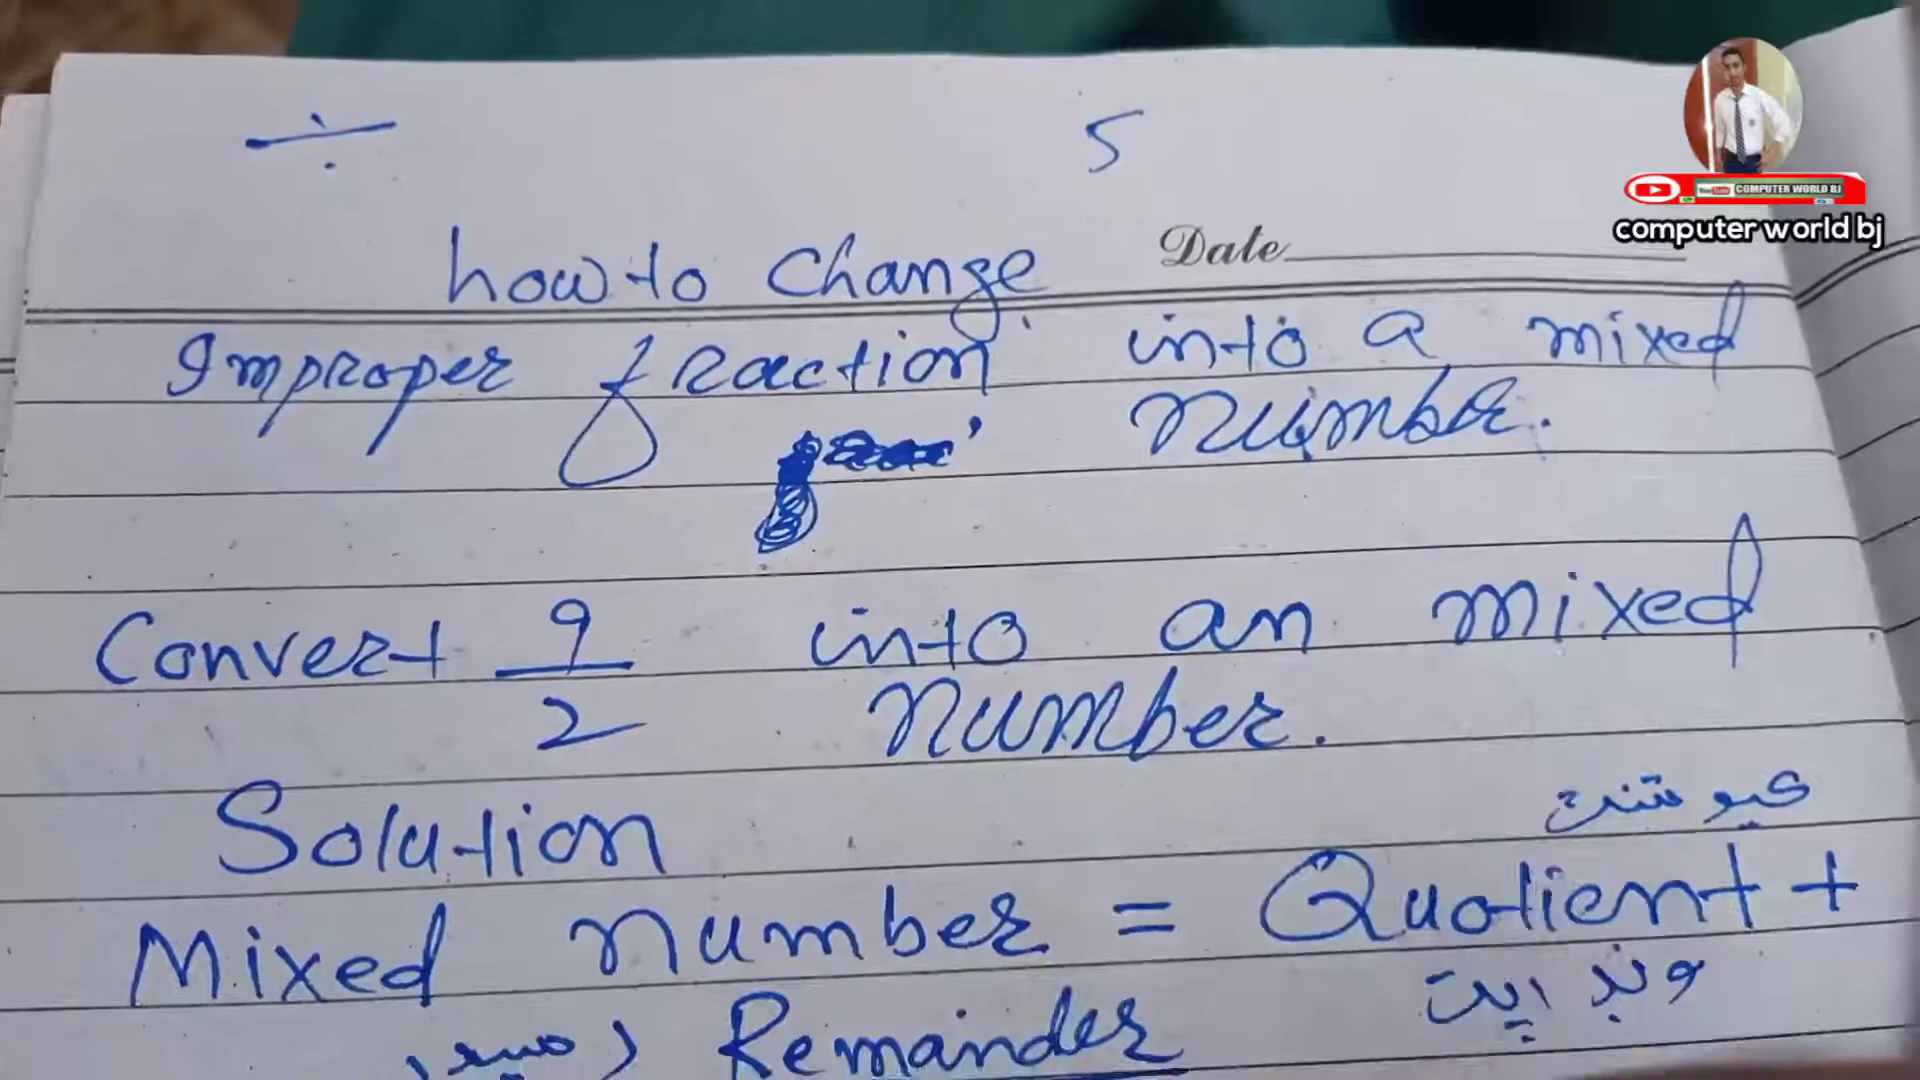 ÷ 5
how to change
Date
Improper fraction into a mixed
number.
Convert 9/2 into an mixed
number.
Solution
Mixed number = Quotient +
Remainder
YouTube COMPUTER WORLD BJ
computer world bj